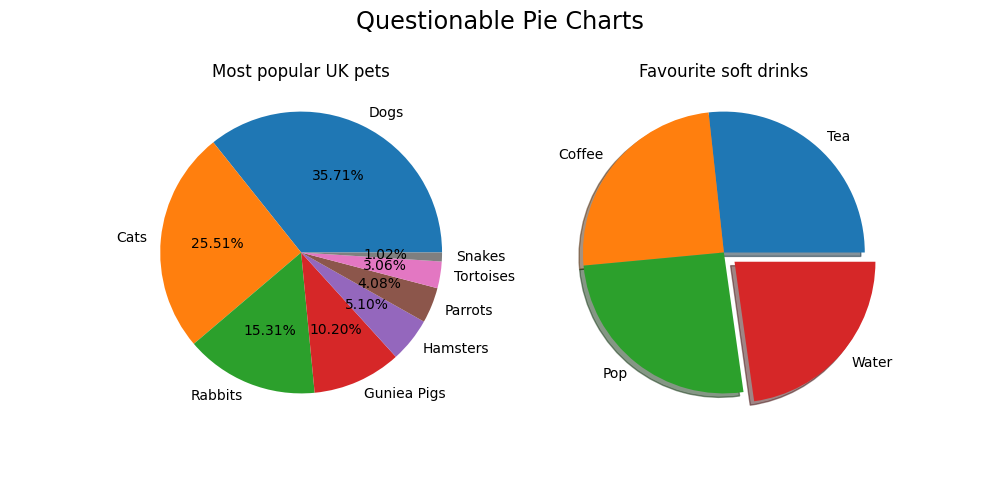 Questionable Pie Charts
Most popular UK pets
Dogs
35.71%
Cats
25.51%
Rabbits
15.31%
Guniea Pigs
10.20%
Hamsters
5.10%
Parrots
4.08%
Tortoises
3.06%
Snakes
1.02%
Favourite soft drinks
Tea
Coffee
Pop
Water